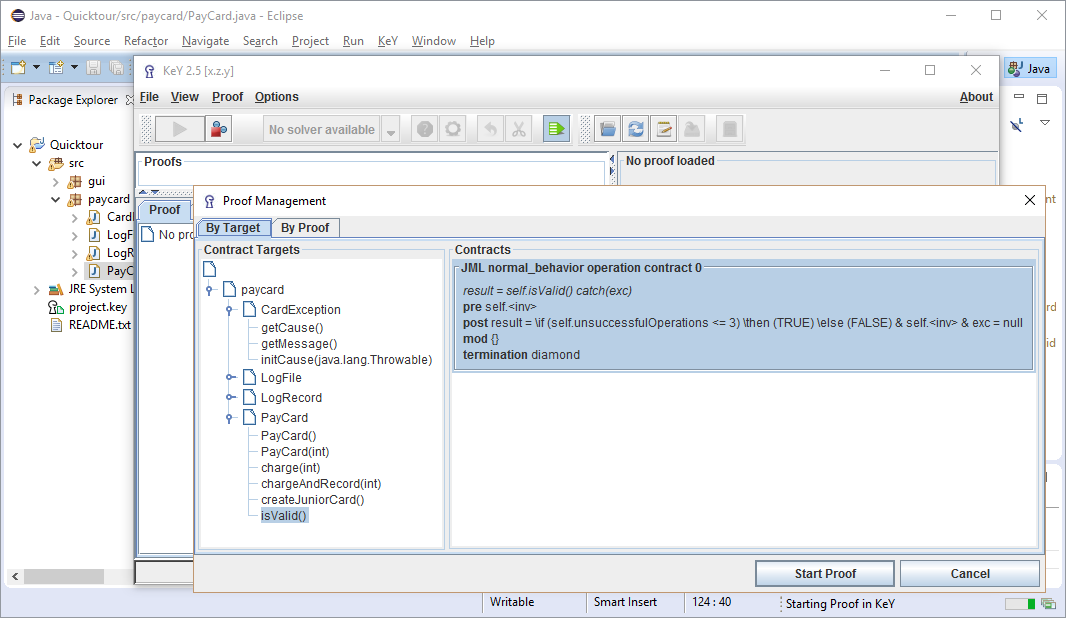 Java - Quicktour/src/paycard/PayCard.java - Eclipse
File Edit Source Refactor Navigate Search Project Run KeY Window Help
Java
Package Explorer
Quicktour
src
gui
paycard
CardI
LogF
LogR
PayC
JRE System L
project.key
README.txt
KeY 2.5 [x.z.y]
File View Proof Options About
No solver available
Proofs
No proof loaded
Proof
No pro
Proof Management
By Target By Proof
Contract Targets
paycard
CardException
getCause()
getMessage()
initCause(java.lang.Throwable)
LogFile
LogRecord
PayCard
PayCard()
PayCard(int)
charge(int)
chargeAndRecord(int)
createJuniorCard()
isValid()
Contracts
JML normal_behavior operation contract 0
result = self.isValid() catch(exc)
pre self.<inv>
post result = \if (self.unsuccessfulOperations <= 3) \then (TRUE) \else (FALSE) & self.<inv> & exc = null
mod {}
termination diamond
Start Proof Cancel
nt
rd
id
Writable Smart Insert 124 : 40 Starting Proof in KeY